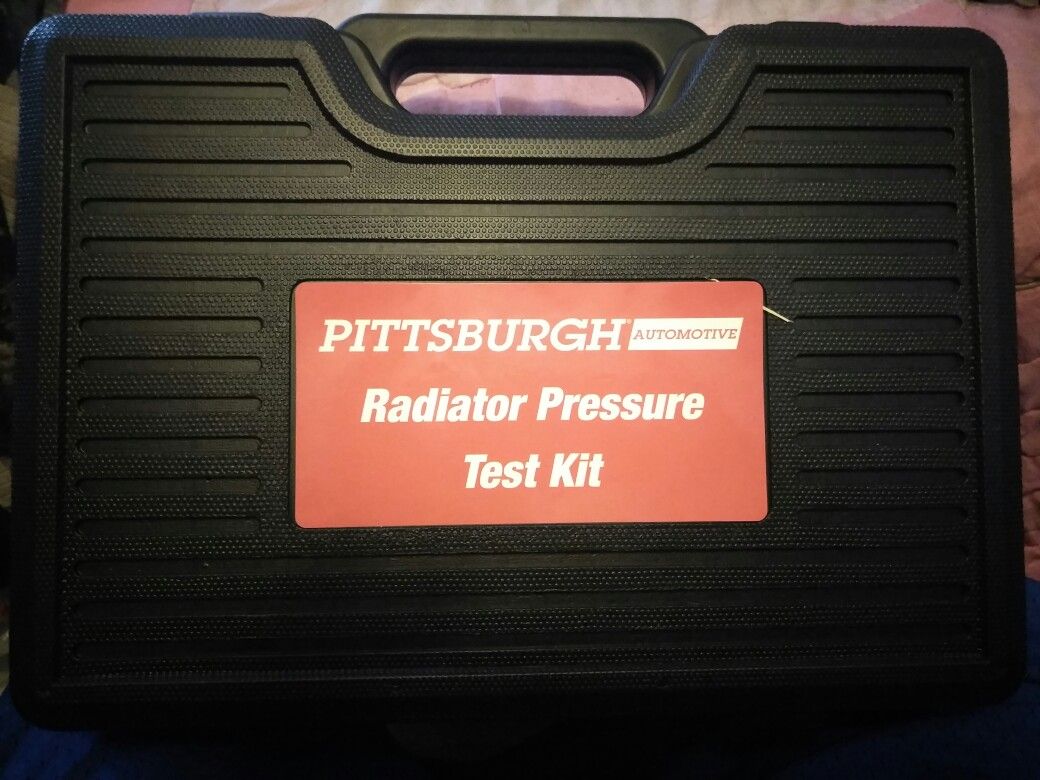 PITTSBURGH® AUTOMOTIVE
Radiator Pressure
Test Kit